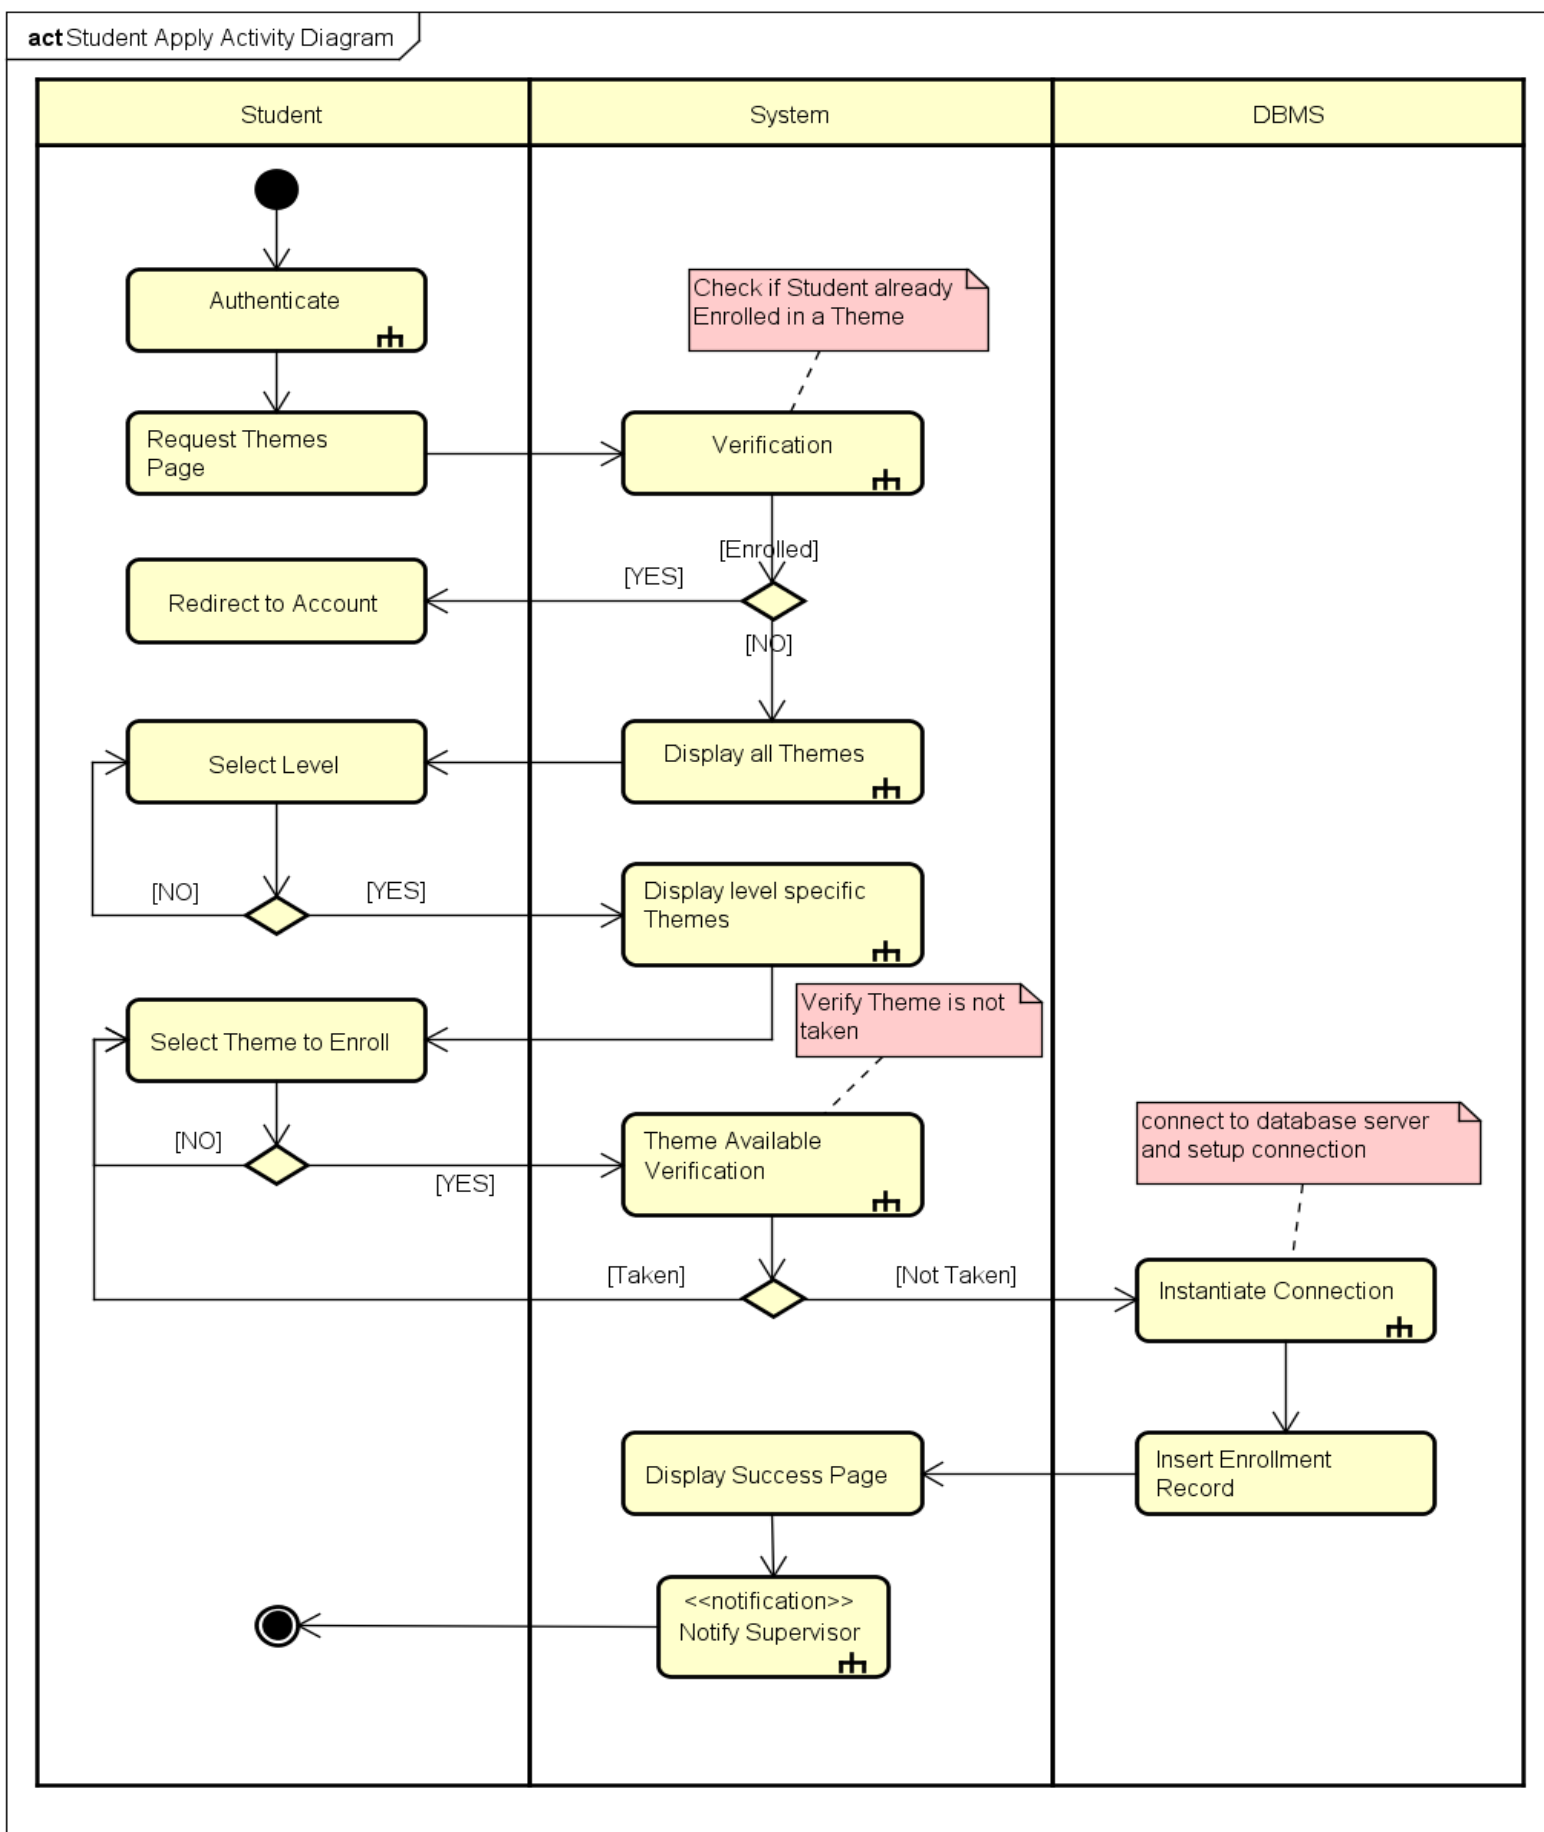 act Student Apply Activity Diagram
Student
System
DBMS
Authenticate
Check if Student already
Enrolled in a Theme
Request Themes
Page
Verification
[Enrolled]
[YES]
Redirect to Account
[NO]
Select Level
Display all Themes
[NO]
[YES]
Display level specific
Themes
Verify Theme is not
taken
Select Theme to Enroll
[NO]
[YES]
Theme Available
Verification
connect to database server
and setup connection
[Taken]
[Not Taken]
Instantiate Connection
Display Success Page
Insert Enrollment
Record
<<notification>>
Notify Supervisor